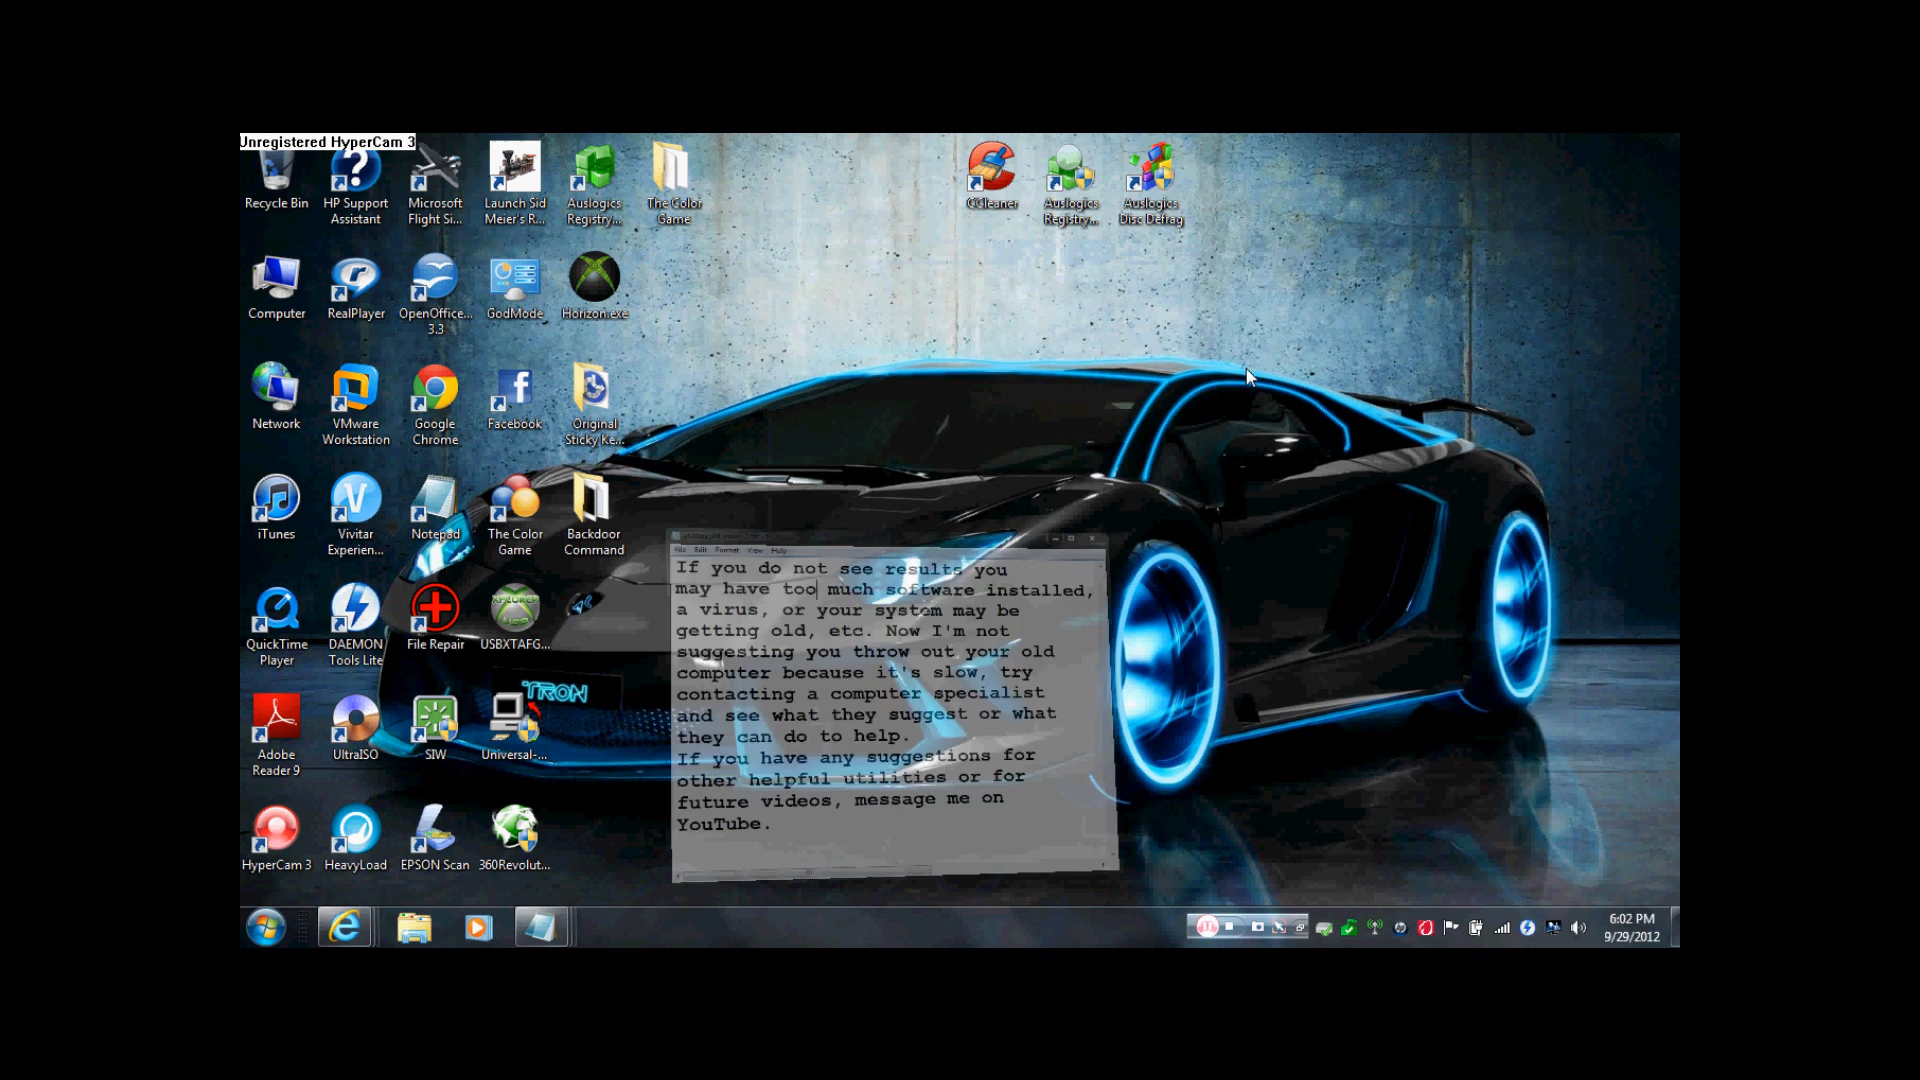 Unregistered HyperCam 3
Recycle Bin
HP Support
Assistant
Microsoft
Flight Si...
Launch Sid
Meier's R...
Auslogics
Registry...
The Color
Game
CCleaner
Auslogics
Registry...
Auslogics
Disc Defrag
Computer
RealPlayer
OpenOffice...
3.3
GodMode
Horizon.exe
Network
VMware
Workstation
Google
Chrome
Facebook
Original
Sticky Ke...
iTunes
Vivitar
Experien...
Notepad
The Color
Game
Backdoor
Command
QuickTime
Player
DAEMON
Tools Lite
File Repair
USBXTAFG...
TRON
Adobe
Reader 9
UltraISO
SIW
Universal-...
HyperCam 3
HeavyLoad
EPSON Scan
360Revolut...
File Edit Format View Help
If you do not see results you
may have too much software installed,
a virus, or your system may be
getting old, etc. Now I'm not
suggesting you throw out your old
computer because it's slow, try
contacting a computer specialist
and see what they suggest or what
they can do to help.
If you have any suggestions for
other helpful utilities or for
future videos, message me on
YouTube.
6:02 PM
9/29/2012